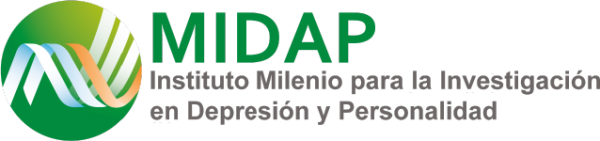 MIDAP
Instituto Milenio para la Investigación
en Depresión y Personalidad